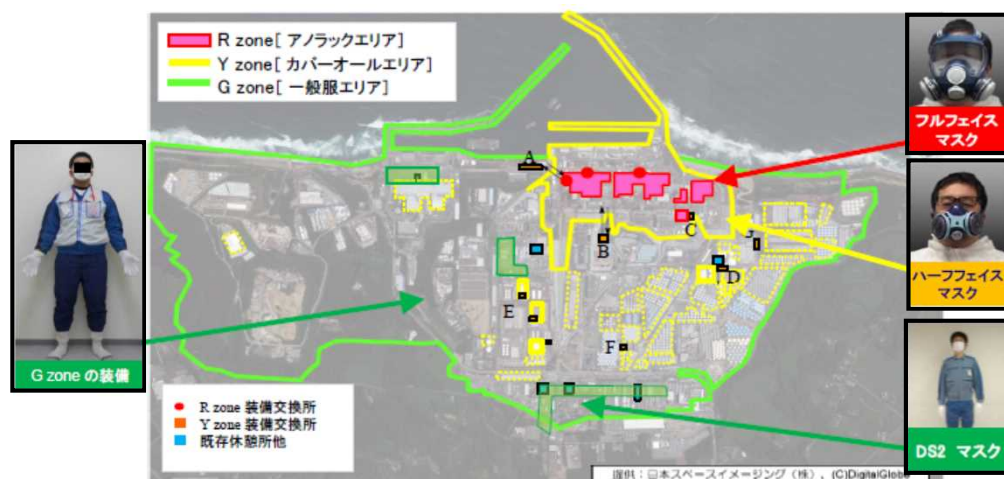 R zone[ アノラックエリア]
Y zone[ カバーオールエリア]
G zone[ 一般服エリア]
フルフェイス
マスク
A
C
B
G
D
ハーフフェイス
マスク
E
F
G zone の装備
R zone 装備交換所
Y zone 装備交換所
既存休憩所他
DS2 マスク
提供：日本スペースイメージング（株）、(C)DigitalGlobe